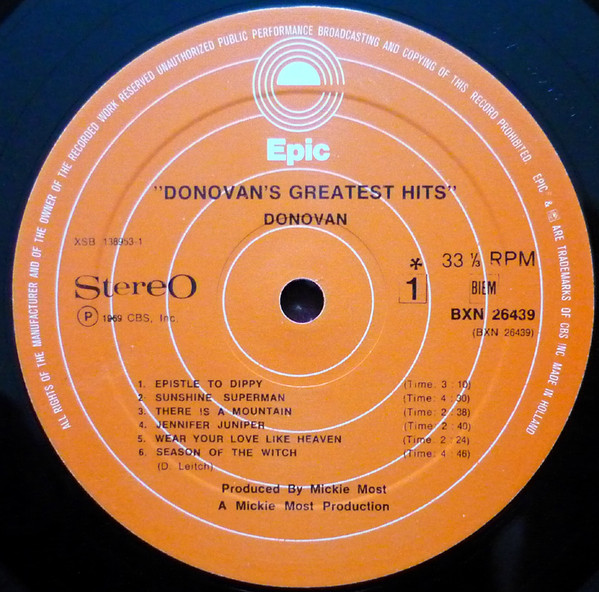 ALL RIGHTS OF THE MANUFACTURER AND OF THE OWNER OF THE RECORDED WORK RESERVED UNAUTHORIZED PUBLIC PERFORMANCE BROADCASTING AND COPYING OF THIS RECORD PROHIBITED. EPIC & ARE TRADEMARKS OF CBS INC. MADE IN HOLLAND
Epic
"DONOVAN'S GREATEST HITS"
DONOVAN
XSB 138953-1
Stereo
Ⓟ 1969 CBS, Inc.
* 33 ⅓ RPM
1 BIEM
BXN 26439
(BXN 26439)
1. EPISTLE TO DIPPY (Time: 3 : 10)
2. SUNSHINE SUPERMAN (Time: 4 : 30)
3. THERE IS A MOUNTAIN (Time: 2 : 38)
4. JENNIFER JUNIPER (Time: 2 : 40)
5. WEAR YOUR LOVE LIKE HEAVEN (Time: 2 : 24)
6. SEASON OF THE WITCH (Time: 4 : 46)
(D. Leitch)
Produced By Mickie Most
A Mickie Most Production